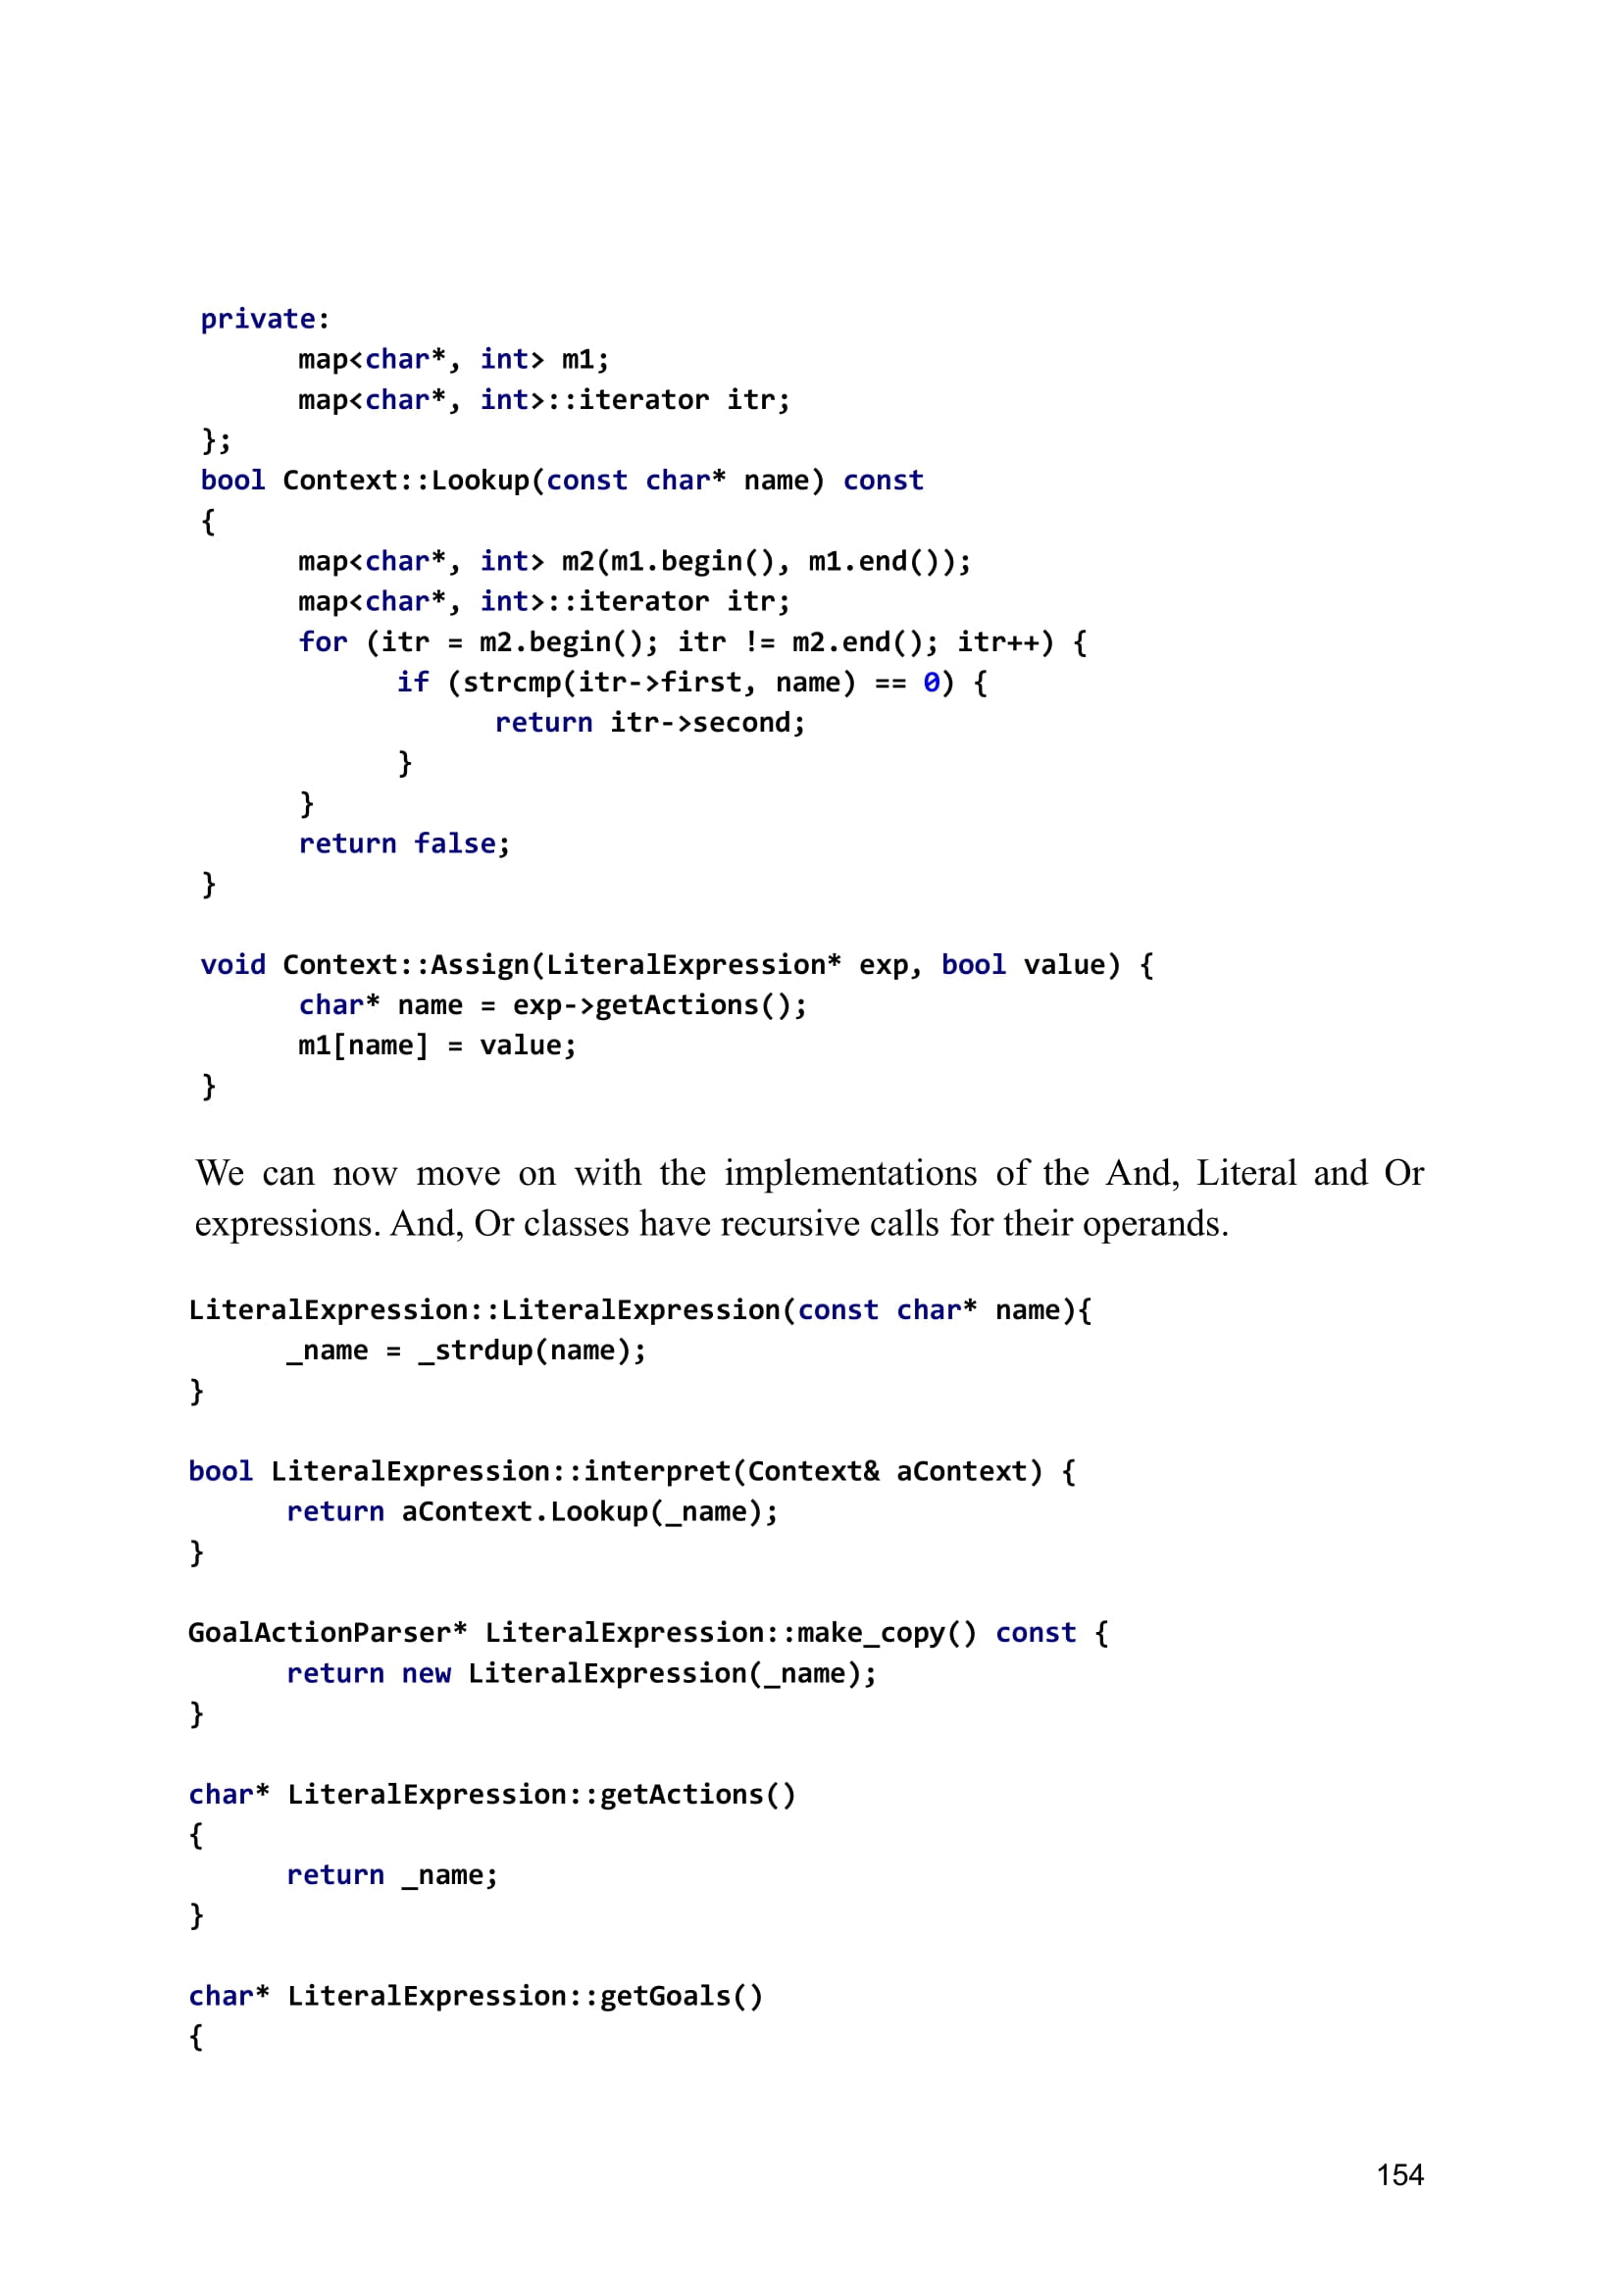 private:
map<char*, int> m1;
map<char*, int>::iterator itr;
};
bool Context::Lookup(const char* name) const
{
map<char*, int> m2(m1.begin(), m1.end());
map<char*, int>::iterator itr;
for (itr = m2.begin(); itr != m2.end(); itr++) {
if (strcmp(itr->first, name) == 0) {
return itr->second;
}
}
return false;
}
void Context::Assign(LiteralExpression* exp, bool value) {
char* name = exp->getActions();
m1[name] = value;
}
We can now move on with the implementations of the And, Literal and Or
expressions. And, Or classes have recursive calls for their operands.
LiteralExpression::LiteralExpression(const char* name){
_name = _strdup(name);
}
bool LiteralExpression::interpret(Context& aContext) {
return aContext.Lookup(_name);
}
GoalActionParser* LiteralExpression::make_copy() const {
return new LiteralExpression(_name);
}
char* LiteralExpression::getActions()
{
return _name;
}
char* LiteralExpression::getGoals()
{
154